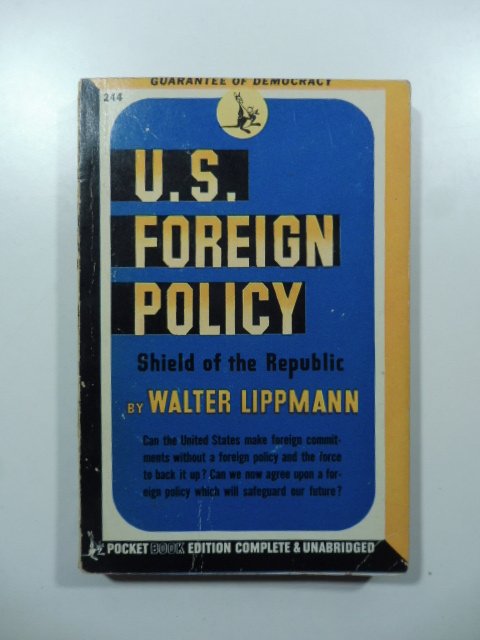 GUARANTEE OF DEMOCRACY
244
U.S.
FOREIGN
POLICY
Shield of the Republic
BY WALTER LIPPMANN
Can the United States make foreign commit-
ments without a foreign policy and the force
to back it up? Can we now agree upon a for-
eign policy which will safeguard our future?
POCKET BOOK EDITION COMPLETE & UNABRIDGED